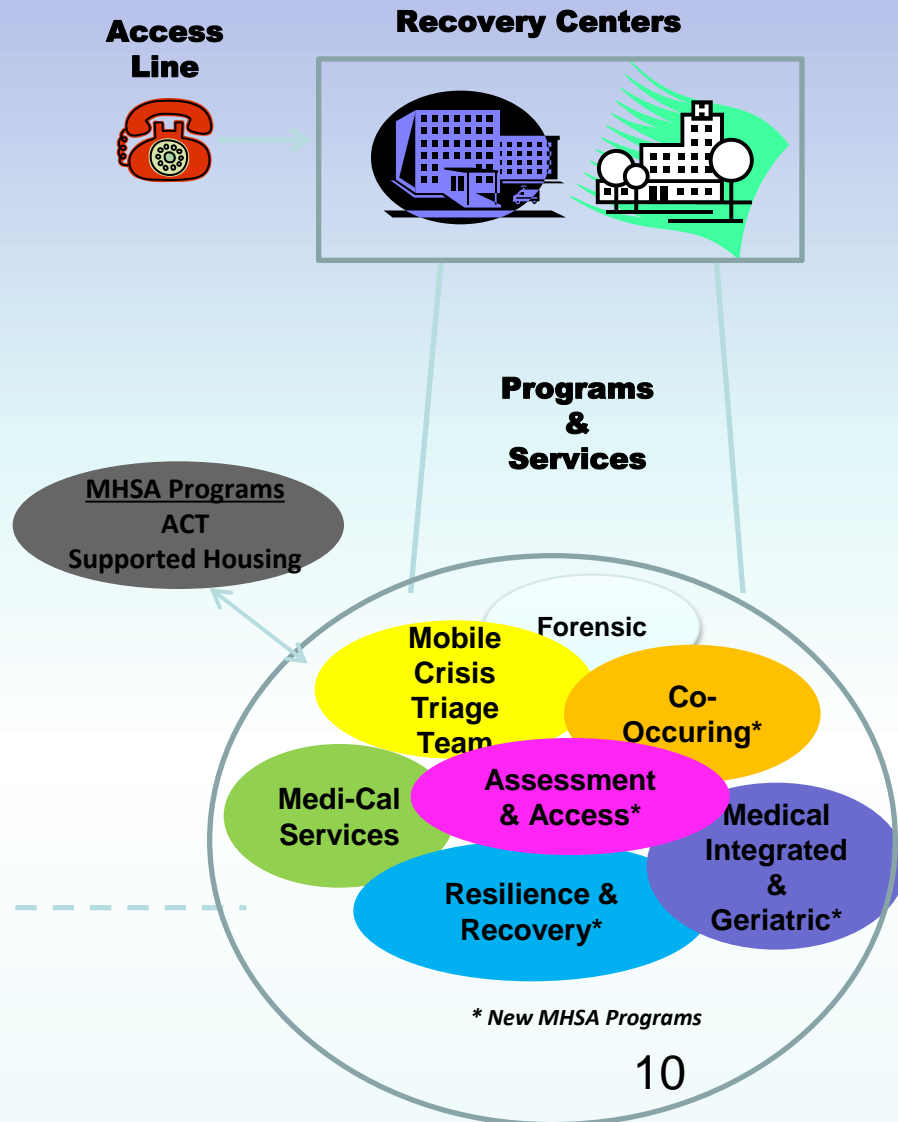 Access
Line
Recovery Centers
Programs
&
Services
MHSA Programs
ACT
Supported Housing
Forensic
Mobile
Crisis
Triage
Team
Co-
Occuring*
Assessment
& Access*
Medi-Cal
Services
Medical
Integrated
&
Geriatric*
Resilience &
Recovery*
* New MHSA Programs
10